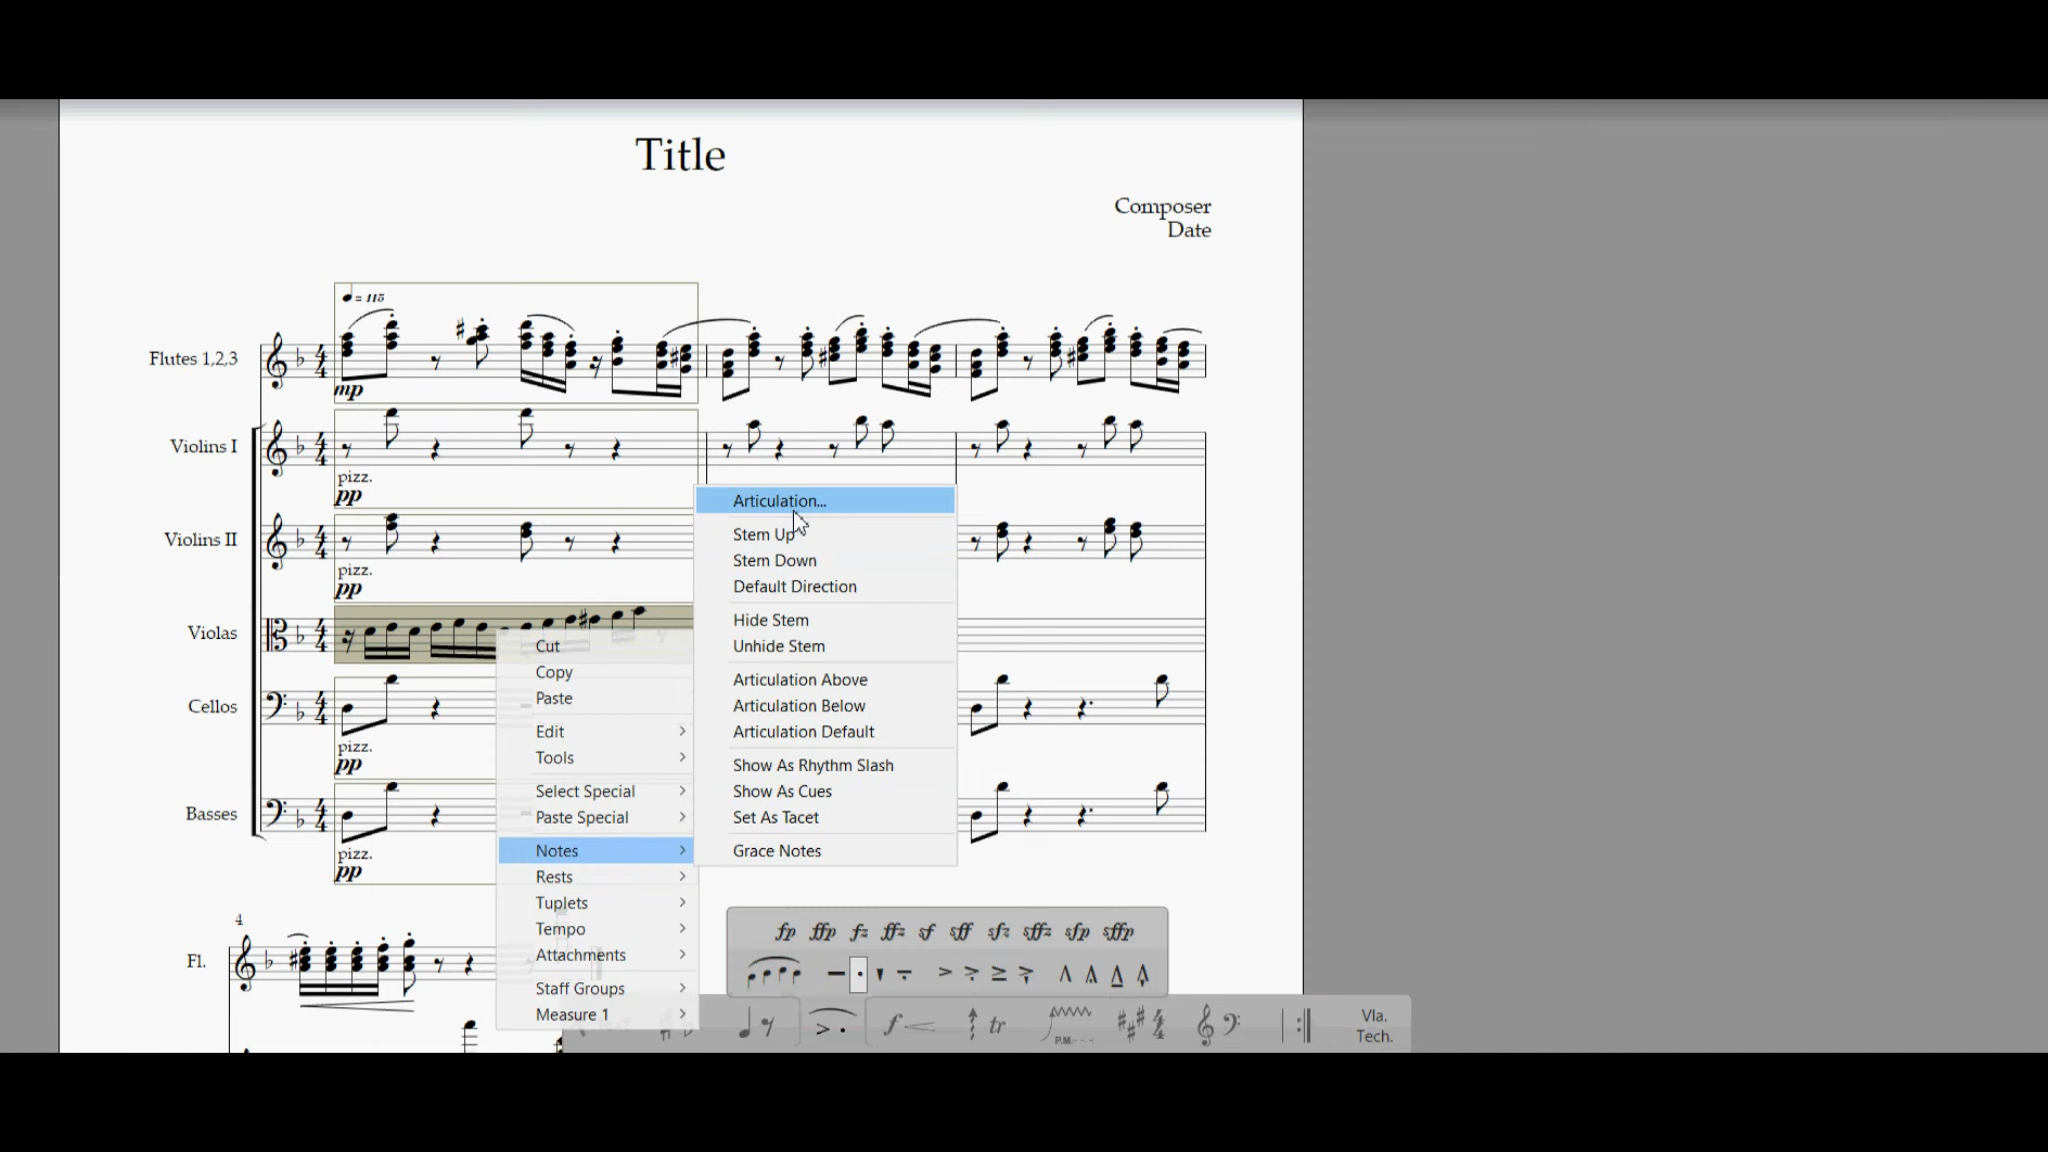 Title
Composer
Date
= 115
Flutes 1,2,3
mp
Violins I
pizz.
pp
Violins II
pizz.
pp
Violas
Cellos
pizz.
pp
Basses
pizz.
pp
4
Fl.
Cut
Copy
Paste
Edit
Tools
Select Special
Paste Special
Notes
Rests
Tuplets
Tempo
Attachments
Staff Groups
Measure 1
Articulation...
Stem Up
Stem Down
Default Direction
Hide Stem
Unhide Stem
Articulation Above
Articulation Below
Articulation Default
Show As Rhythm Slash
Show As Cues
Set As Tacet
Grace Notes
fp ffp fz ffz sf sff sfz sffz sfp sffp
f tr P.M.
Vla.
Tech.